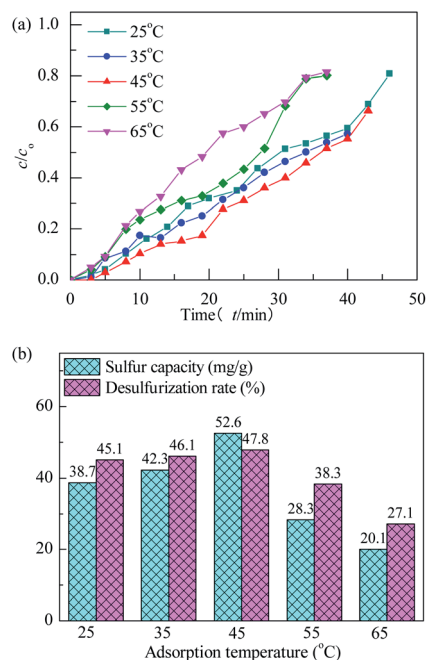 (a)
25°C
35°C
45°C
55°C
65°C
c/c₀
0.0
0.2
0.4
0.6
0.8
1.0
0
10
20
30
40
50
Time( t/min)
(b)
Sulfur capacity (mg/g)
Desulfurization rate (%)
0
20
40
60
38.7
45.1
42.3
46.1
52.6
47.8
28.3
38.3
20.1
27.1
25
35
45
55
65
Adsorption temperature (°C)